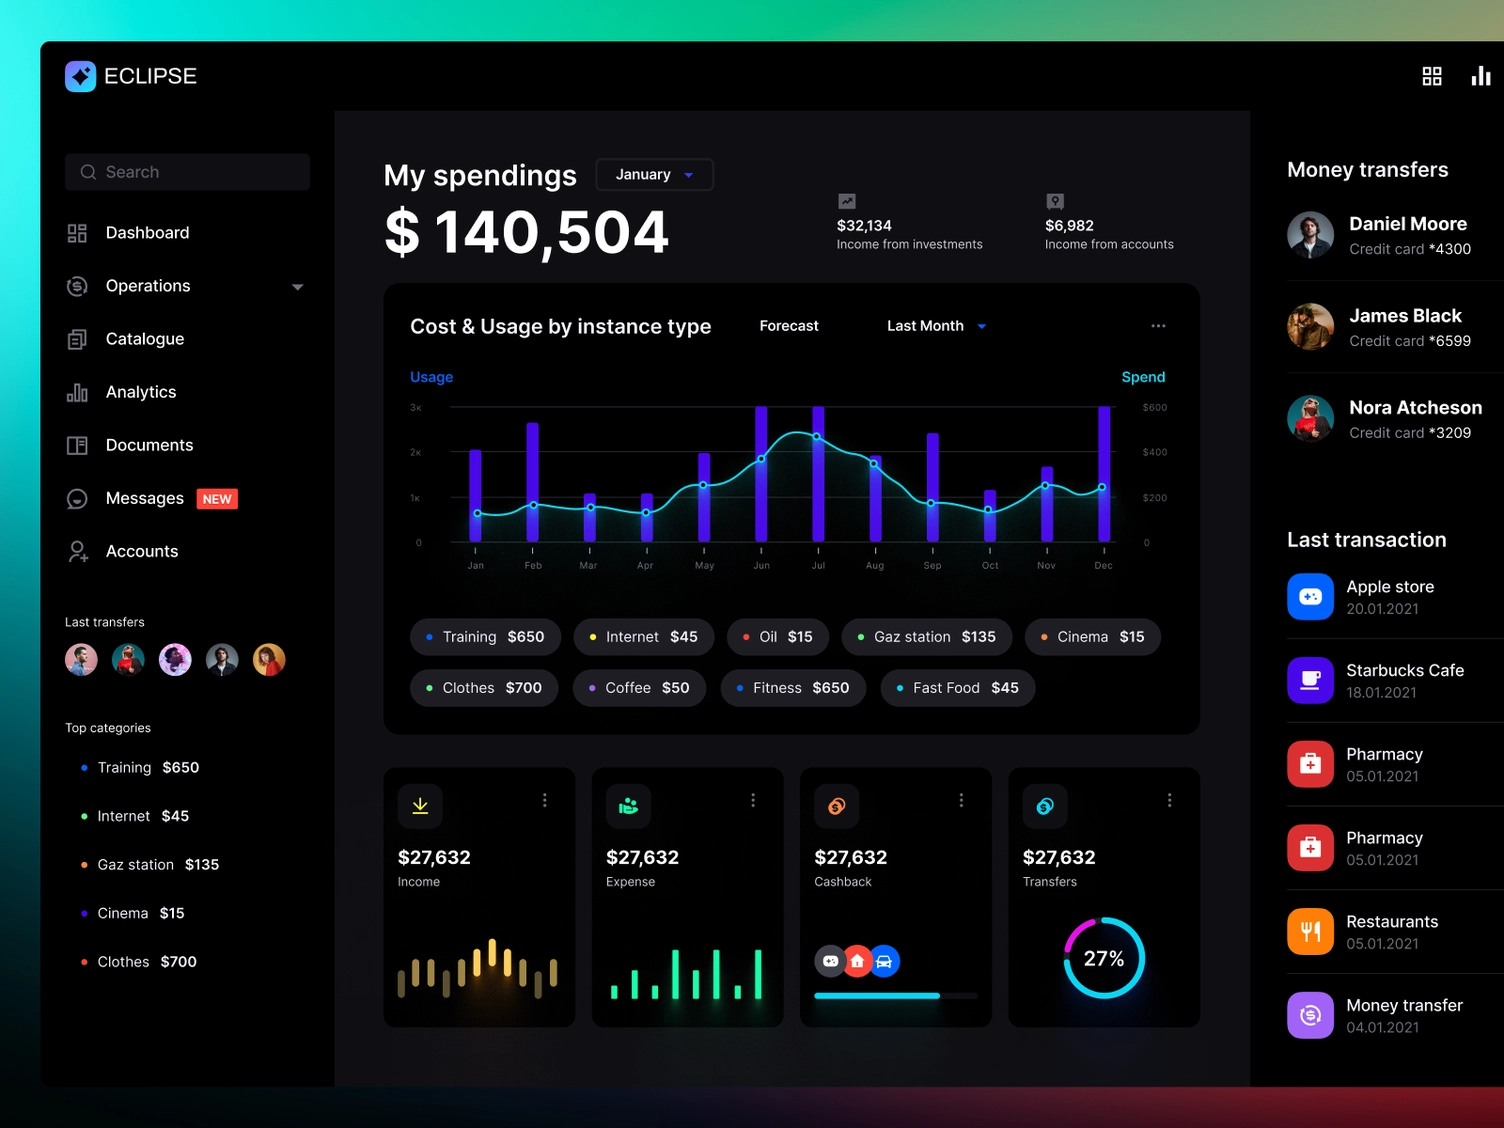 ECLIPSE
Search
Dashboard
Operations
Catalogue
Analytics
Documents
Messages NEW
Accounts
Last transfers
Top categories
Training $650
Internet $45
Gaz station $135
Cinema $15
Clothes $700
My spendings January
$ 140,504
$32,134
Income from investments
$6,982
Income from accounts
Cost & Usage by instance type Forecast Last Month
Usage Spend
3K $600
2K $400
1K $200
0 0
Jan Feb Mar Apr May Jun Jul Aug Sep Oct Nov Dec
Training $650 Internet $45 Oil $15 Gaz station $135 Cinema $15
Clothes $700 Coffee $50 Fitness $650 Fast Food $45
$27,632
Income
$27,632
Expense
$27,632
Cashback
$27,632
Transfers
27%
Money transfers
Daniel Moore
Credit card *4300
James Black
Credit card *6599
Nora Atcheson
Credit card *3209
Last transaction
Apple store
20.01.2021
Starbucks Cafe
18.01.2021
Pharmacy
05.01.2021
Pharmacy
05.01.2021
Restaurants
05.01.2021
Money transfer
04.01.2021